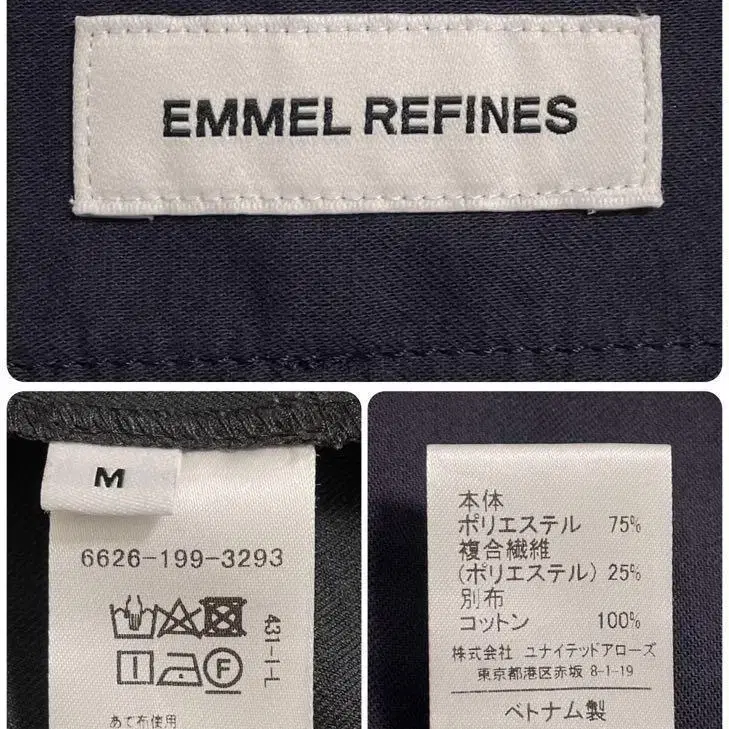 EMMEL REFINES
M
6626-199-3293
431-I-L
F
あて布使用
本体
ポリエステル 75%
複合繊維
(ポリエステル) 25%
別布
コットン 100%
株式会社 ユナイテッドアローズ
東京都港区赤坂 8-1-19
ベトナム製